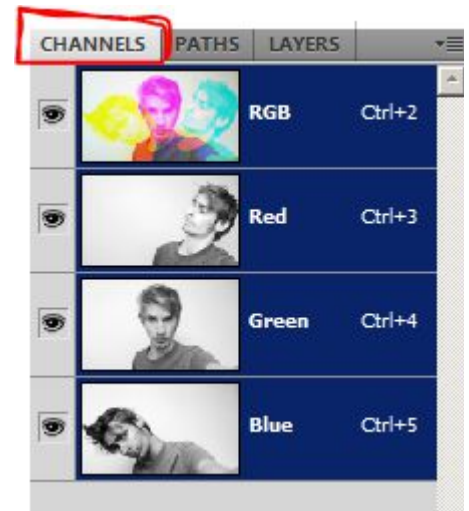 CHANNELS PATHS LAYERS
RGB Ctrl+2
Red Ctrl+3
Green Ctrl+4
Blue Ctrl+5